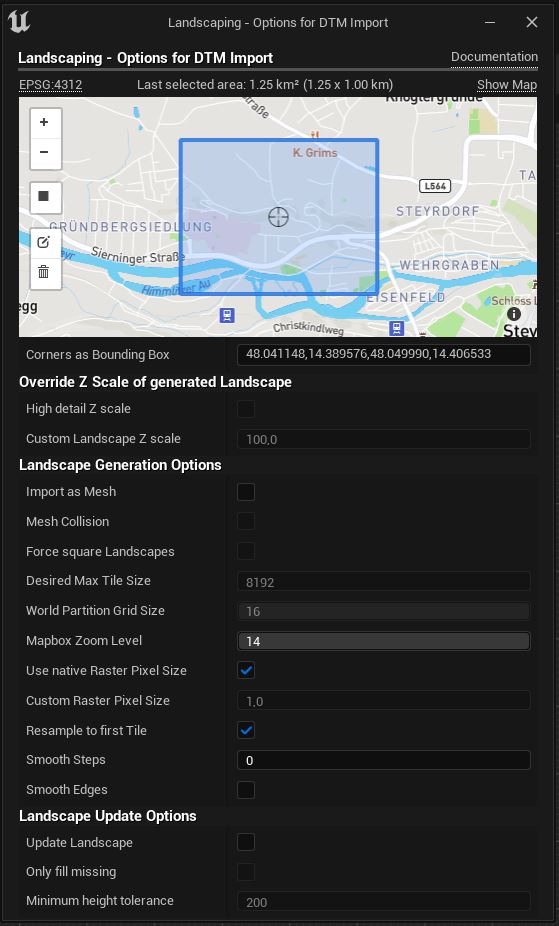 Landscaping - Options for DTM Import
Landscaping - Options for DTM Import Documentation
EPSG:4312 Last selected area: 1.25 km² (1.25 x 1.00 km) Show Map
+
K. Grims
−
L564
STEYRDORF
GRÜNDBERGSIEDLUNG
Sierninger Straße
WEHRGRABEN
Himmlitzer Au
EISENFELD
Schloss L
Christkindlweg
Stey
Corners as Bounding Box 48.041148,14.389576,48.049990,14.406533
Override Z Scale of generated Landscape
High detail Z scale
Custom Landscape Z scale 100,0
Landscape Generation Options
Import as Mesh
Mesh Collision
Force square Landscapes
Desired Max Tile Size 8192
World Partition Grid Size 16
Mapbox Zoom Level 14
Use native Raster Pixel Size
Custom Raster Pixel Size 1,0
Resample to first Tile
Smooth Steps 0
Smooth Edges
Landscape Update Options
Update Landscape
Only fill missing
Minimum height tolerance 200